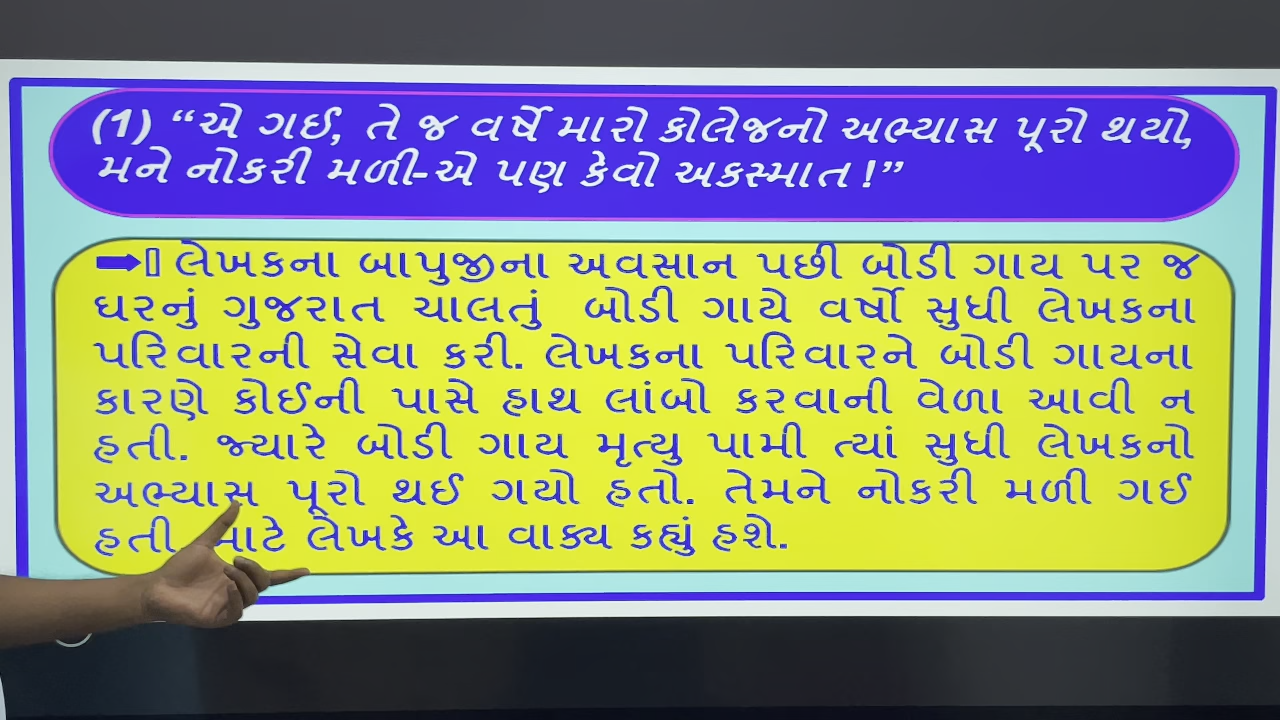 (1) “એ ગઈ, તે જ વર્ષે મારો કોલેજનો અભ્યાસ પૂરો થયો,
મને નોકરી મળી-એ પણ કેવો અકસ્માત !”
લેખકના બાપુજીના અવસાન પછી બોડી ગાય પર જ
ઘરનું ગુજરાત ચાલતું બોડી ગાયે વર્ષો સુધી લેખકના
પરિવારની સેવા કરી. લેખકના પરિવારને બોડી ગાયના
કારણે કોઈની પાસે હાથ લાંબો કરવાની વેળા આવી ન
હતી. જ્યારે બોડી ગાય મૃત્યુ પામી ત્યાં સુધી લેખકનો
અભ્યાસ પૂરો થઈ ગયો હતો. તેમને નોકરી મળી ગઈ
હતી. માટે લેખકે આ વાક્ય કહ્યું હશે.